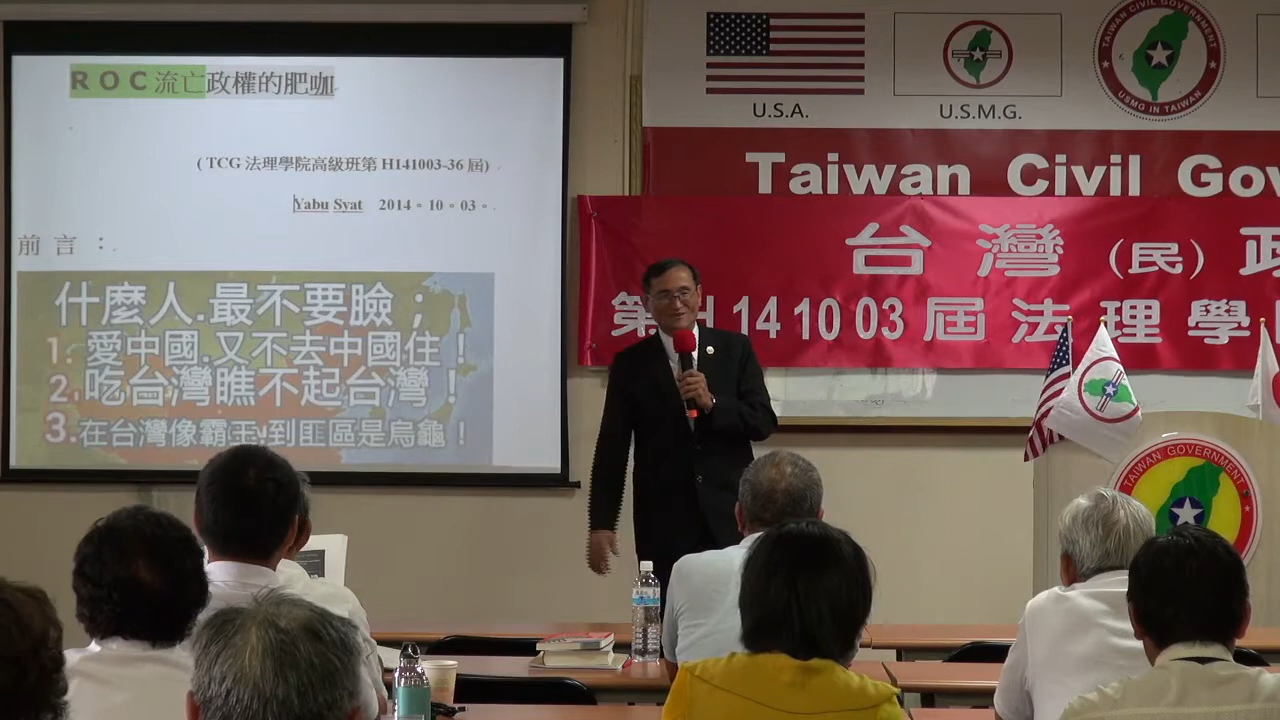 ROC流亡政權的肥咖
(TCG 法理學院高級班第 H141003-36 屆)
Yabu Syat 2014。10。03。
前言：
什麼人.最不要臉；
1. 愛中國.又不去中國住！
2. 吃台灣瞧不起台灣！
3. 在台灣像霸王!到匪區是烏龜！
U.S.A.
U.S.M.G.
TAIWAN CIVIL GOVERNMENT
USMG IN TAIWAN
Taiwan Civil Gov
台灣(民)政
第H 14 10 03 屆法理學
TAIWAN GOVERNMENT